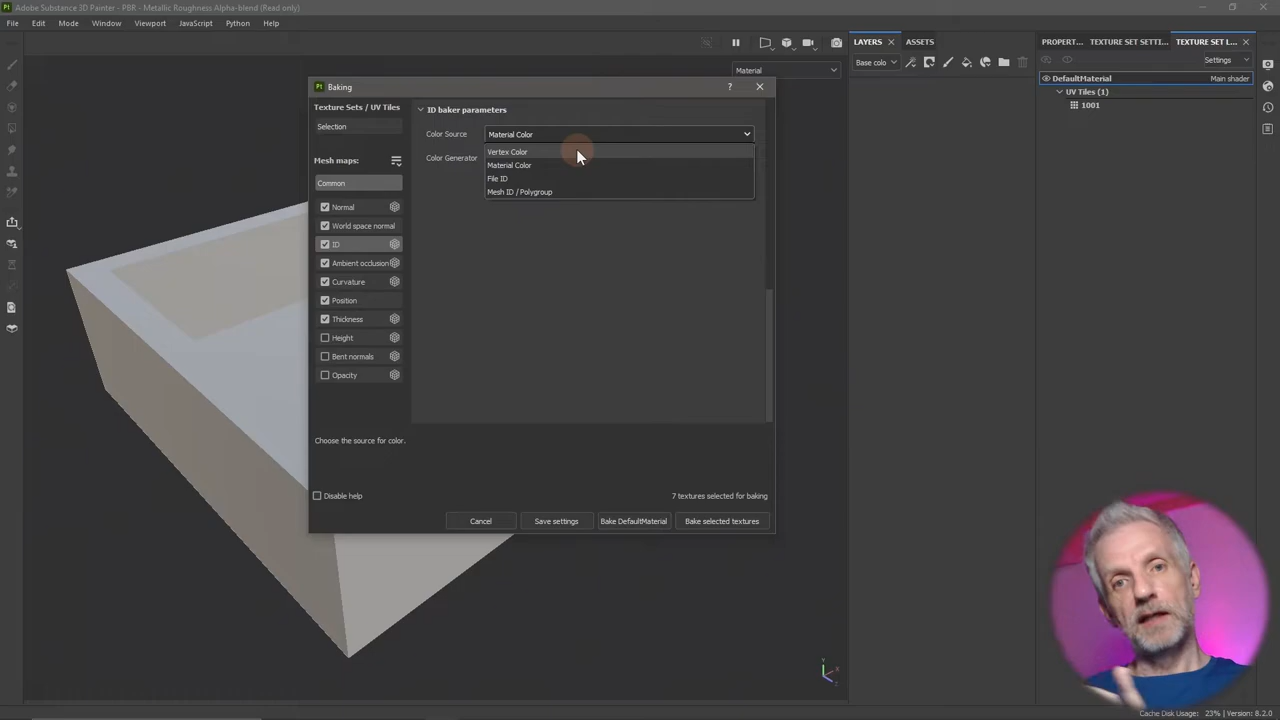 Pt Adobe Substance 3D Painter - PBR - Metallic Roughness Alpha-blend (Read only)
File Edit Mode Window Viewport JavaScript Python Help
LAYERS
ASSETS
PROPERT...
TEXTURE SET SETTI...
TEXTURE SET L...
Base colo
Settings
Material
DefaultMaterial
Main shader
UV Tiles (1)
1001
Pt Baking
?
Texture Sets / UV Tiles
Selection
Mesh maps:
Common
Normal
World space normal
ID
Ambient occlusion
Curvature
Position
Thickness
Height
Bent normals
Opacity
ID baker parameters
Color Source
Material Color
Color Generator
Vertex Color
Material Color
File ID
Mesh ID / Polygroup
Choose the source for color.
Disable help
7 textures selected for baking
Cancel
Save settings
Bake DefaultMaterial
Bake selected textures
Y
X
Z
Cache Disk Usage: 23% | Version: 8.2.0